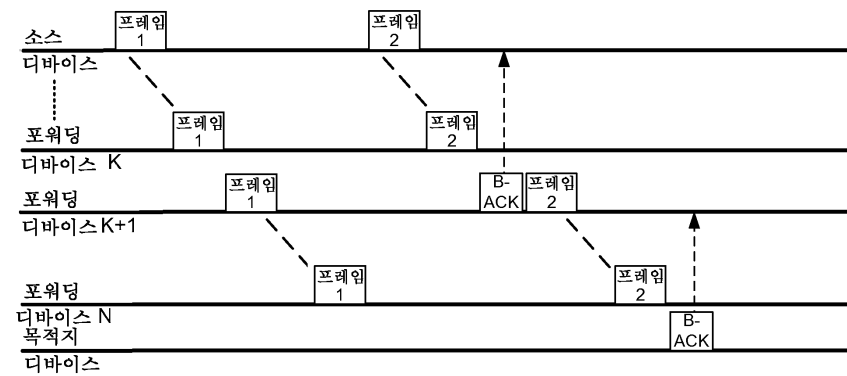 프레임
1
프레임
2
소스
디바이스
프레임
1
프레임
2
포워딩
디바이스 K
프레임
1
B-
ACK
프레임
2
포워딩
디바이스K+1
프레임
1
프레임
2
포워딩
디바이스 N
B-
ACK
목적지
디바이스